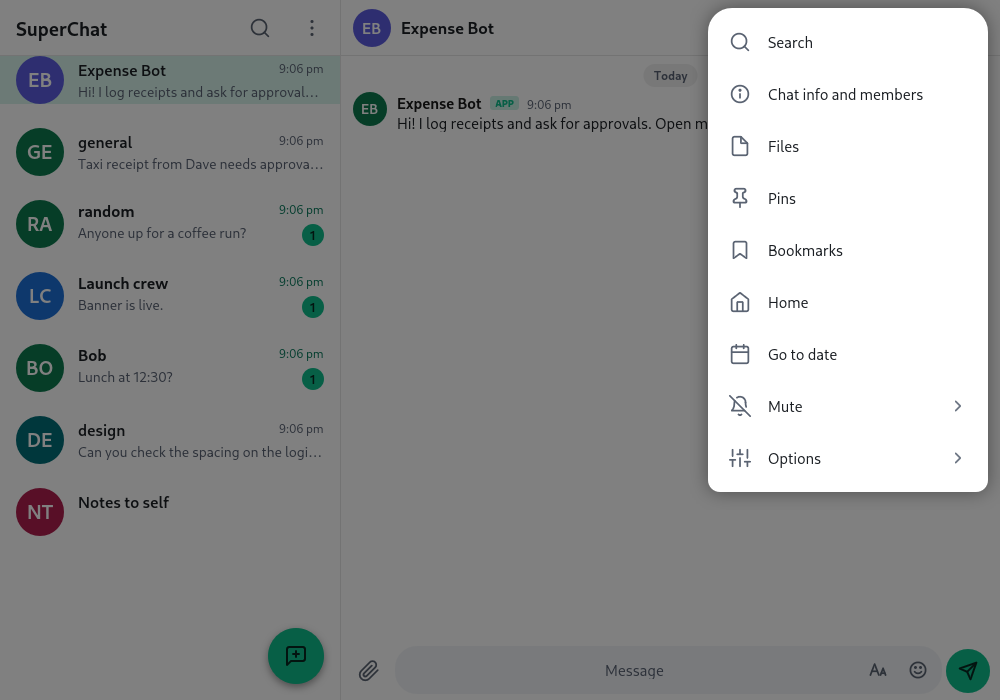 SuperChat
EB
Expense Bot
9:06 pm
Hi! I log receipts and ask for approval…
GE
general
9:06 pm
Taxi receipt from Dave needs approva…
RA
random
9:06 pm
Anyone up for a coffee run?
1
LC
Launch crew
9:06 pm
Banner is live.
1
BO
Bob
9:06 pm
Lunch at 12:30?
1
DE
design
9:06 pm
Can you check the spacing on the logi…
NT
Notes to self
EB
Expense Bot
Today
EB
Expense Bot APP 9:06 pm
Hi! I log receipts and ask for approvals. Open m
Message
Search
Chat info and members
Files
Pins
Bookmarks
Home
Go to date
Mute
Options